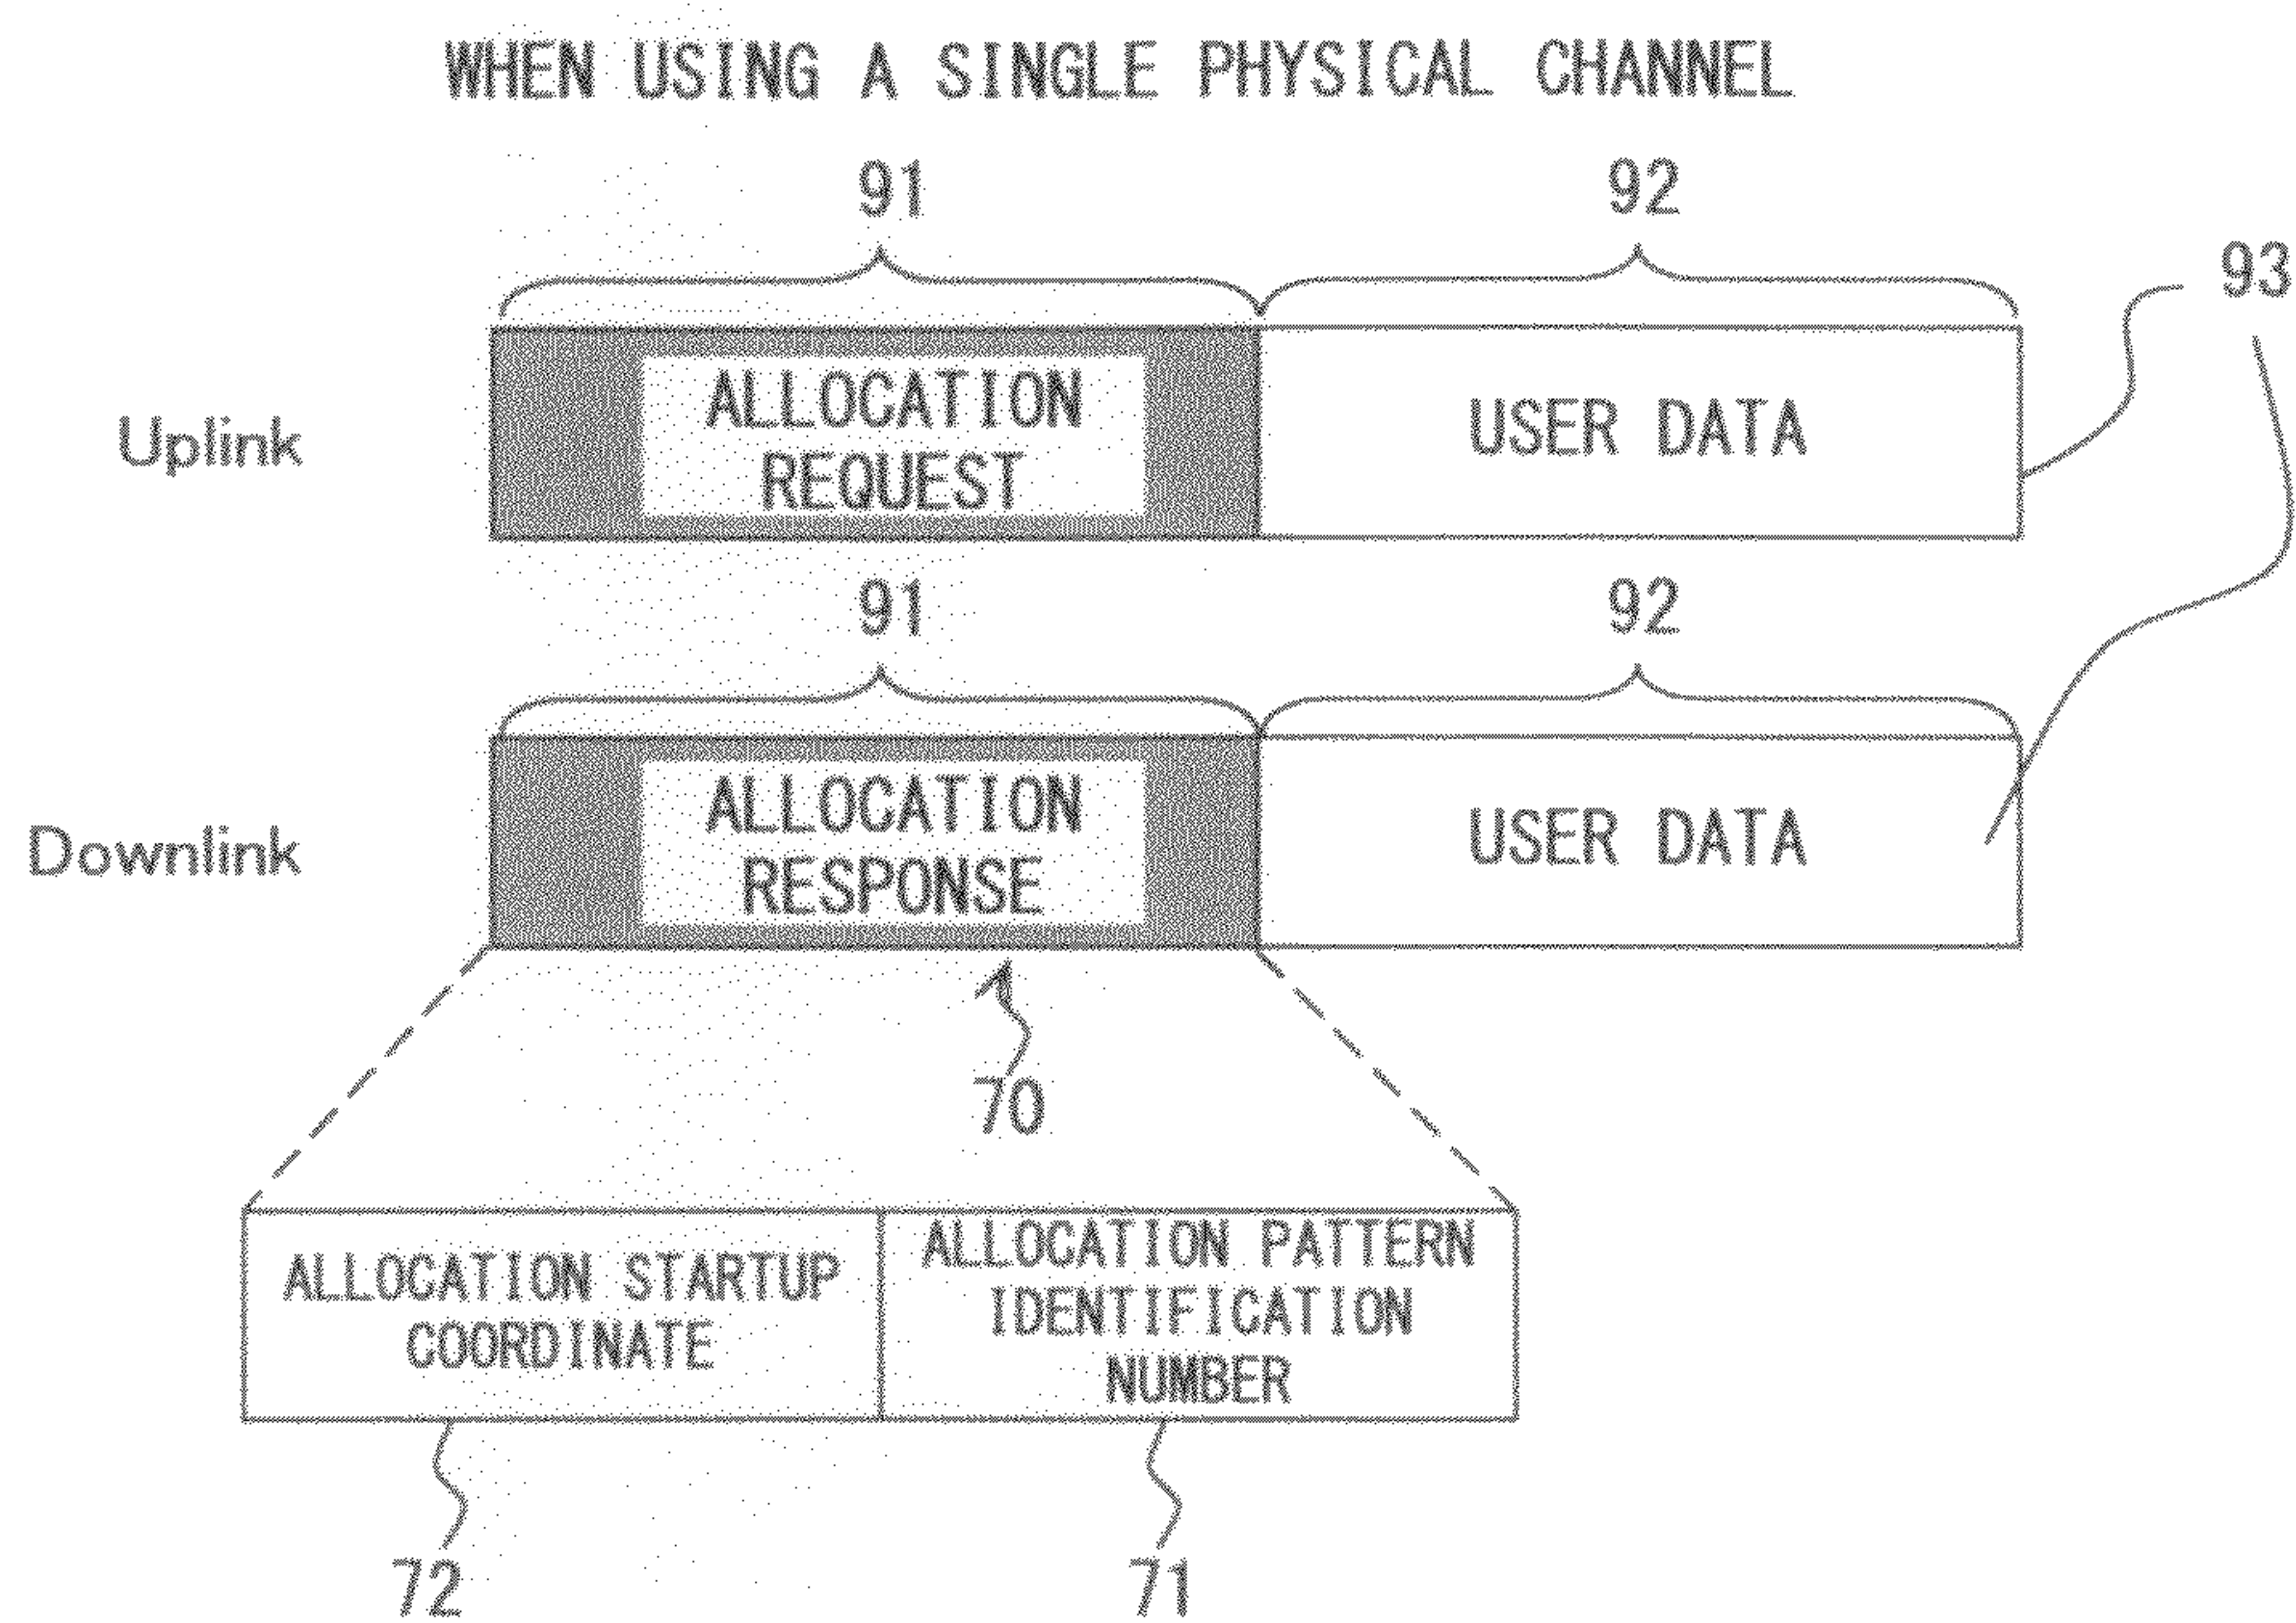 WHEN USING A SINGLE PHYSICAL CHANNEL
91
92
93
Uplink
ALLOCATION
REQUEST
USER DATA
91
92
Downlink
ALLOCATION
RESPONSE
USER DATA
70
ALLOCATION STARTUP
COORDINATE
ALLOCATION PATTERN
IDENTIFICATION
NUMBER
72
71